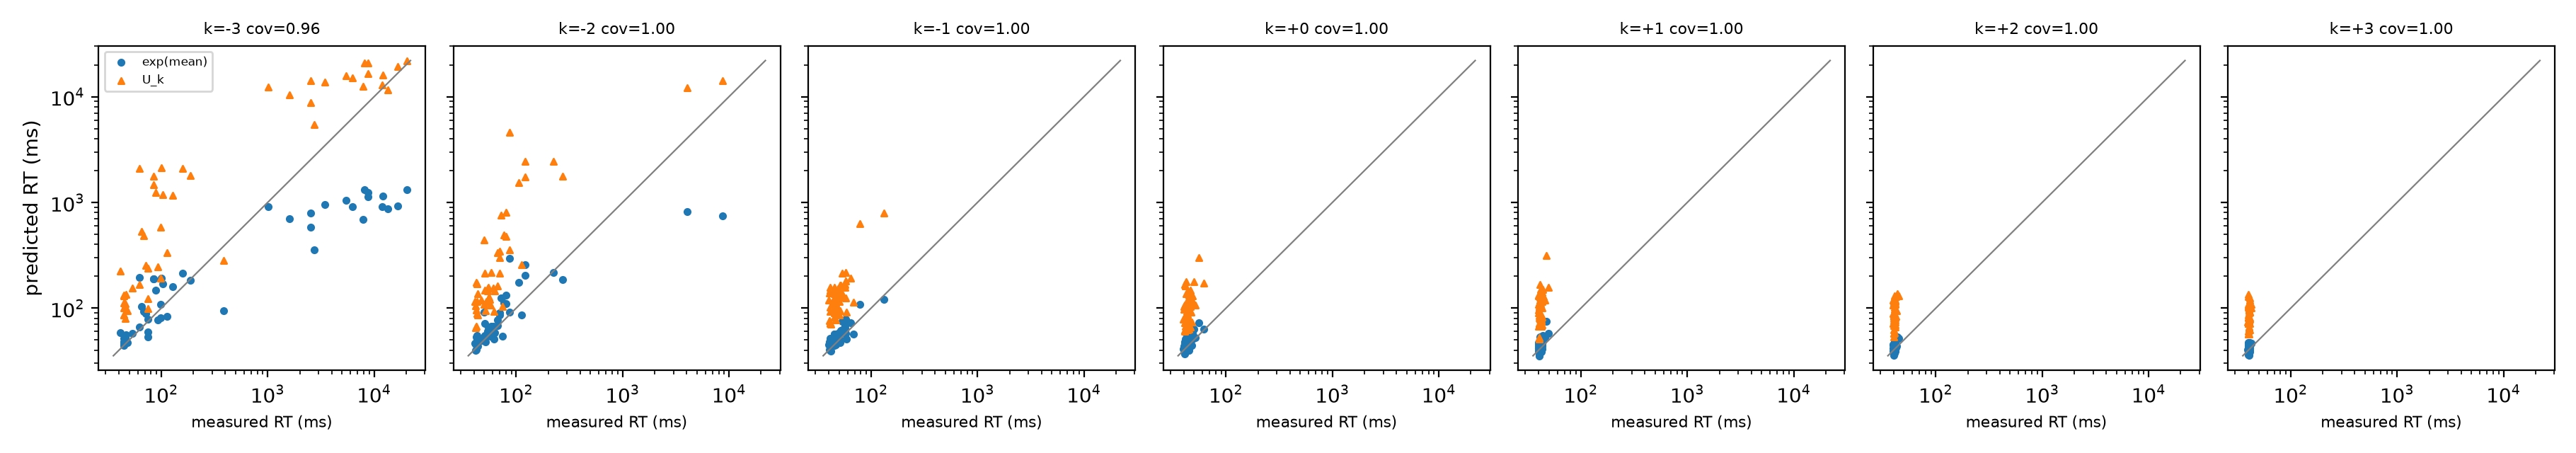 k=-3 cov=0.96
k=-2 cov=1.00
k=-1 cov=1.00
k=+0 cov=1.00
k=+1 cov=1.00
k=+2 cov=1.00
k=+3 cov=1.00
exp(mean)
U_k
predicted RT (ms)
10⁴
10³
10²
10² 10³ 10⁴
10² 10³ 10⁴
10² 10³ 10⁴
10² 10³ 10⁴
10² 10³ 10⁴
10² 10³ 10⁴
10² 10³ 10⁴
measured RT (ms)
measured RT (ms)
measured RT (ms)
measured RT (ms)
measured RT (ms)
measured RT (ms)
measured RT (ms)